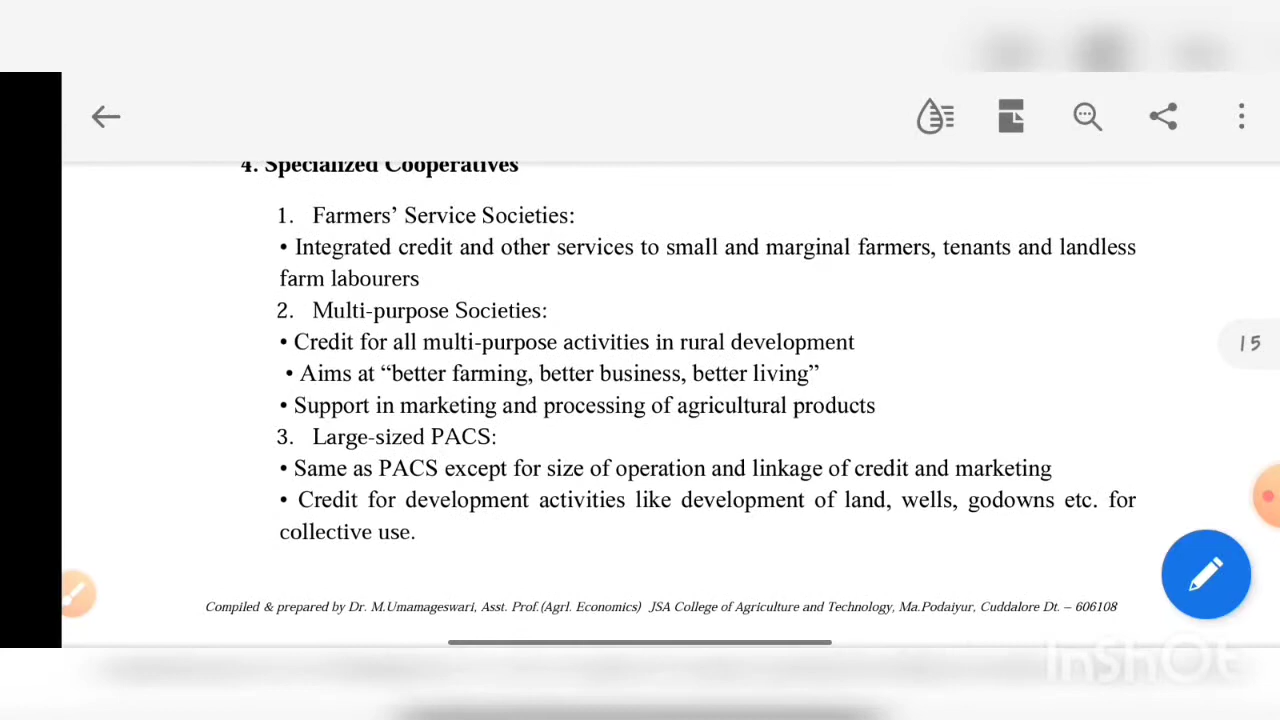 4. Specialized Cooperatives
1. Farmers’ Service Societies:
• Integrated credit and other services to small and marginal farmers, tenants and landless
farm labourers
2. Multi-purpose Societies:
• Credit for all multi-purpose activities in rural development
• Aims at “better farming, better business, better living”
• Support in marketing and processing of agricultural products
15
3. Large-sized PACS:
• Same as PACS except for size of operation and linkage of credit and marketing
• Credit for development activities like development of land, wells, godowns etc. for
collective use.
Compiled & prepared by Dr. M.Umamageswari, Asst. Prof.(Agrl. Economics) JSA College of Agriculture and Technology, Ma.Podaiyur, Cuddalore Dt. – 606108
InShOt